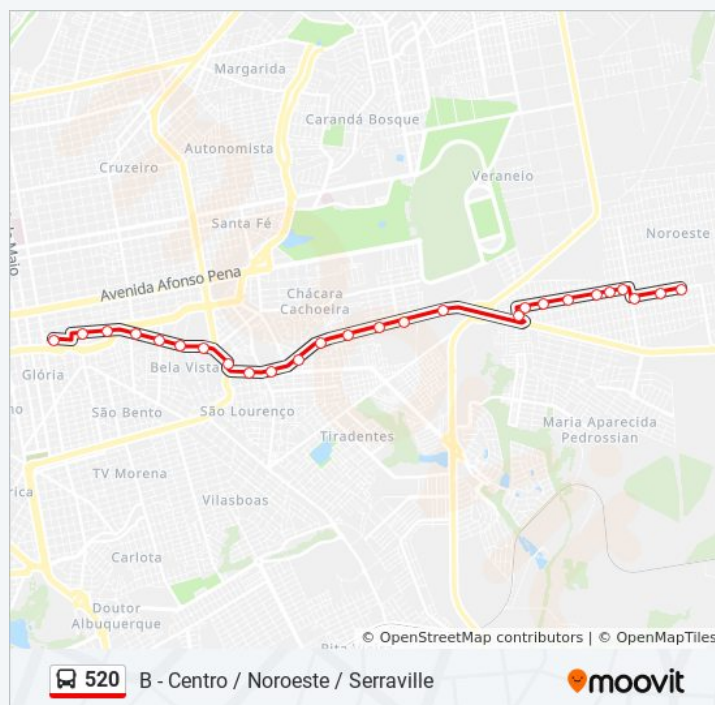 Margarida
Carandá Bosque
Autonomista
Cruzeiro
Veraneio
Santa Fé
Noroeste
Maio
Avenida Afonso Pena
Chácara
Cachoeira
Glória
Bela Vista
São Bento
São Lourenço
Tiradentes
Maria Aparecida
Pedrossian
TV Morena
Vilasboas
Carlota
Doutor
Albuquerque
© OpenStreetMap contributors | © OpenMapTiles
520
B - Centro / Noroeste / Serraville
moovit